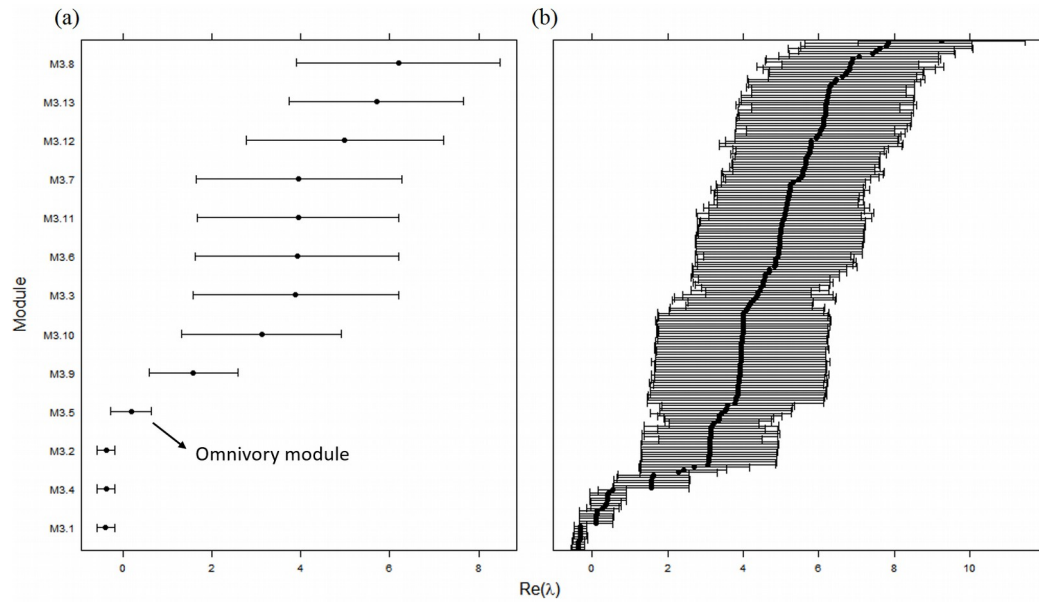 (a)
(b)
Module
M3.8
M3.13
M3.12
M3.7
M3.11
M3.6
M3.3
M3.10
M3.9
M3.5
Omnivory module
M3.2
M3.4
M3.1
0 2 4 6 8
0 2 4 6 8 10
Re(λ)